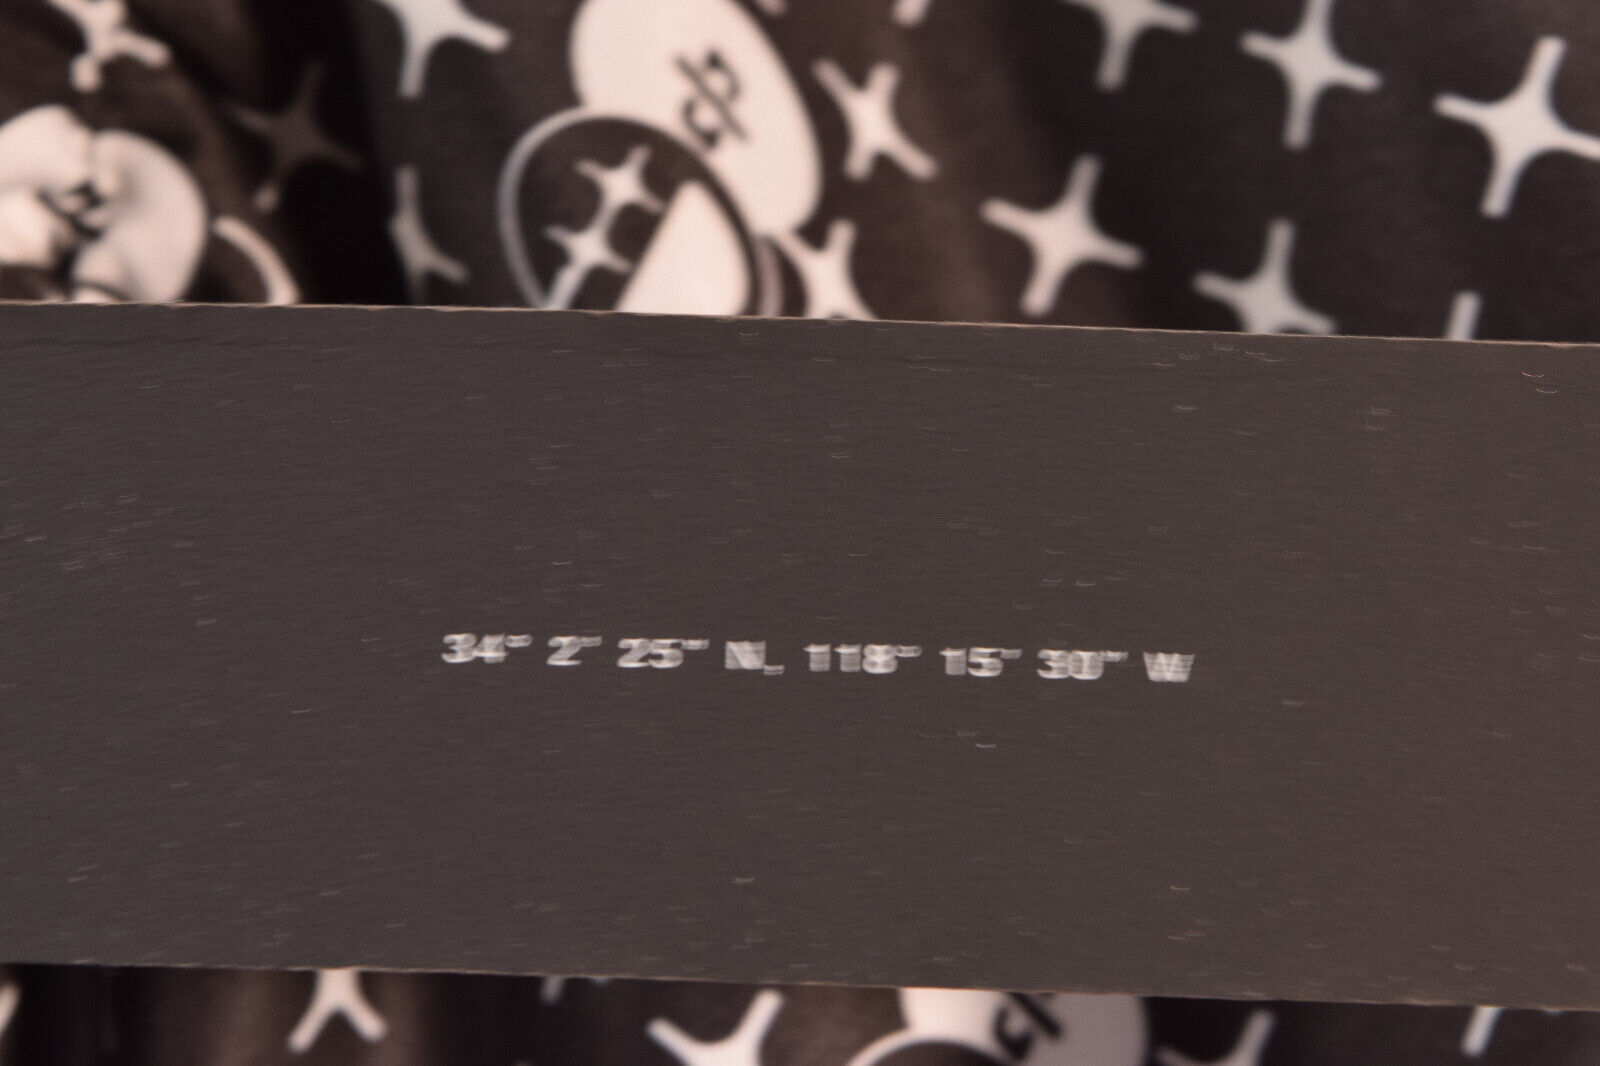 34° 2' 25" N, 118° 15' 30" W